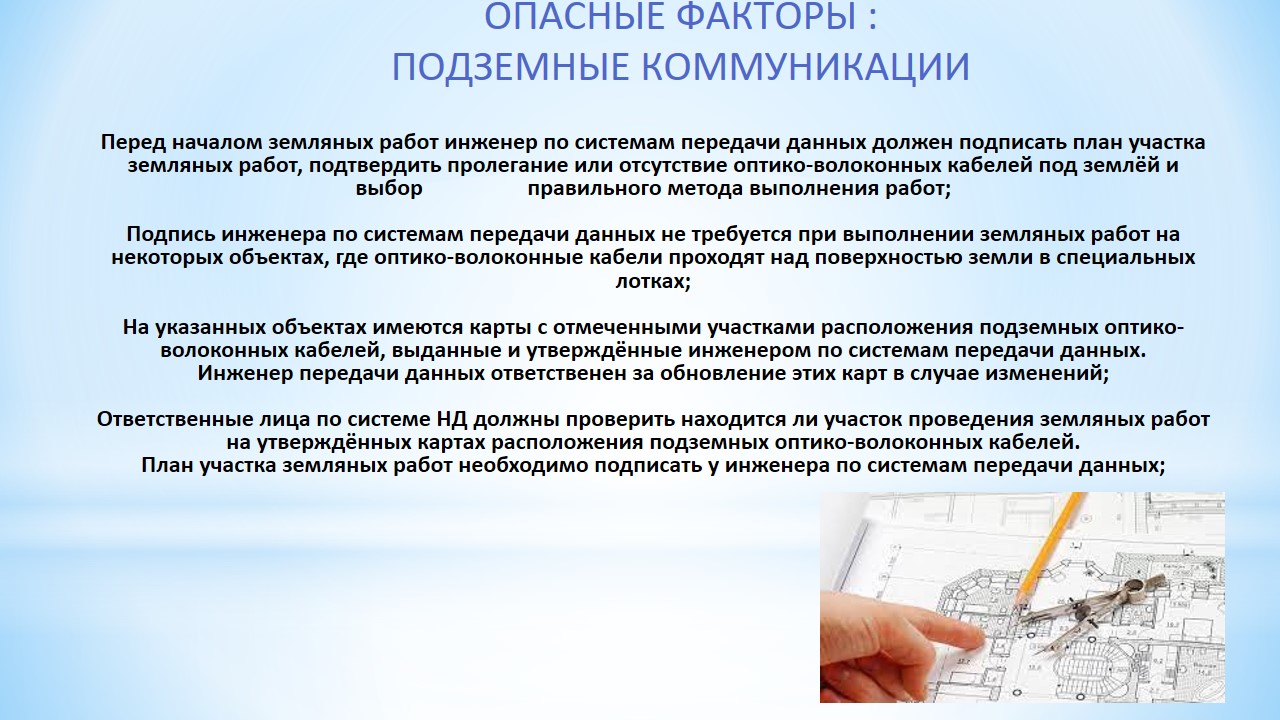 ОПАСНЫЕ ФАКТОРЫ :
ПОДЗЕМНЫЕ КОММУНИКАЦИИ
Перед началом земляных работ инженер по системам передачи данных должен подписать план участка
земляных работ, подтвердить пролегание или отсутствие оптико-волоконных кабелей под землёй и
выбор правильного метода выполнения работ;
Подпись инженера по системам передачи данных не требуется при выполнении земляных работ на
некоторых объектах, где оптико-волоконные кабели проходят над поверхностью земли в специальных
лотках;
На указанных объектах имеются карты с отмеченными участками расположения подземных оптико-
волоконных кабелей, выданные и утверждённые инженером по системам передачи данных.
Инженер передачи данных ответственен за обновление этих карт в случае изменений;
Ответственные лица по системе НД должны проверить находится ли участок проведения земляных работ
на утверждённых картах расположения подземных оптико-волоконных кабелей.
План участка земляных работ необходимо подписать у инженера по системам передачи данных;